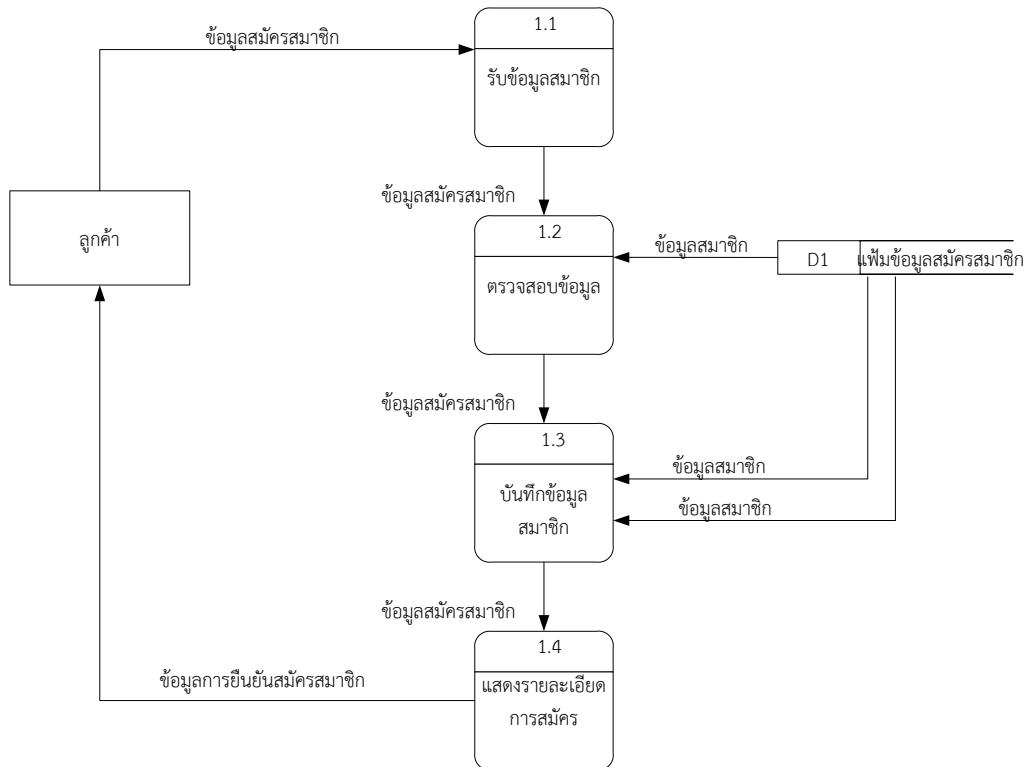 1.1
ข้อมูลสมัครสมาชิก
รับข้อมูลสมาชิก
ข้อมูลสมัครสมาชิก
ลูกค้า
1.2
ข้อมูลสมาชิก
D1
แฟ้มข้อมูลสมัครสมาชิก
ตรวจสอบข้อมูล
ข้อมูลสมัครสมาชิก
1.3
ข้อมูลสมาชิก
บันทึกข้อมูล
สมาชิก
ข้อมูลสมาชิก
ข้อมูลสมัครสมาชิก
1.4
ข้อมูลการยืนยันสมัครสมาชิก
แสดงรายละเอียด
การสมัคร